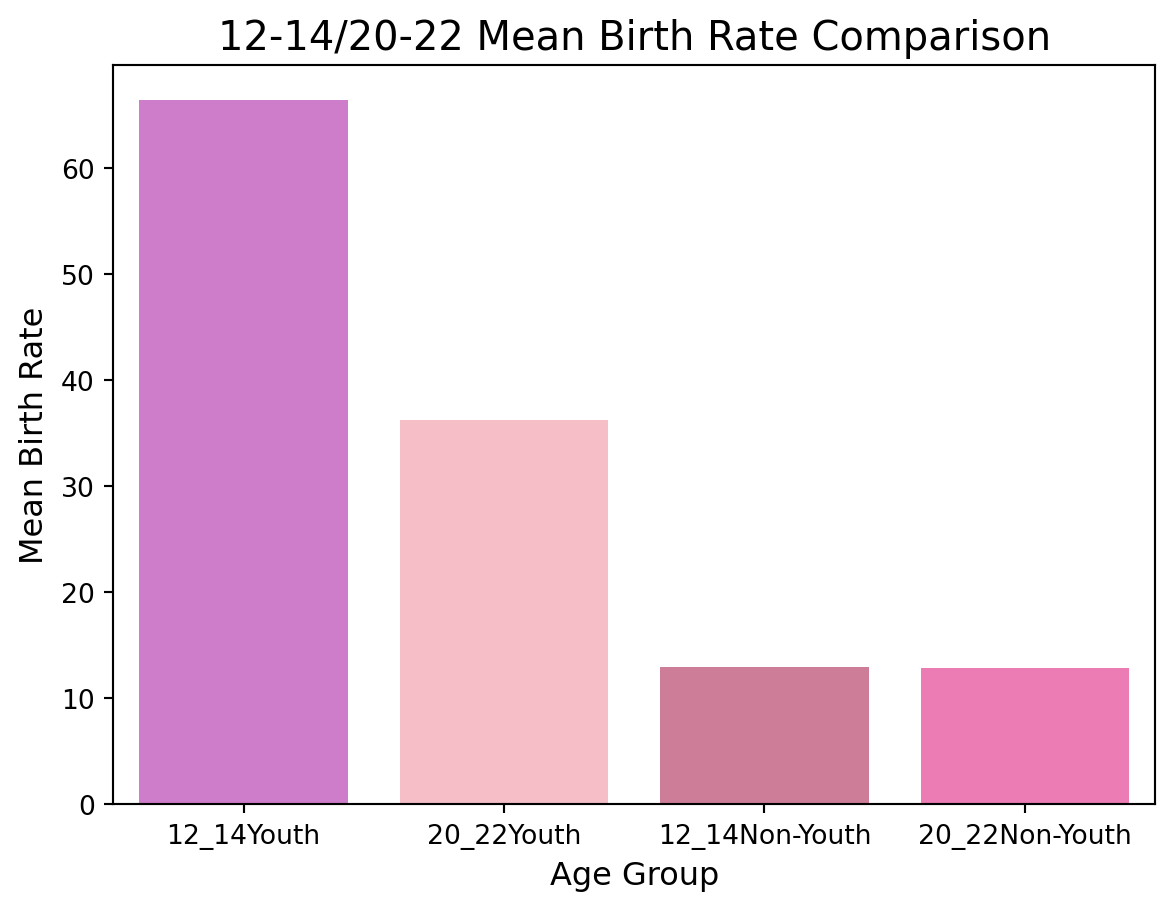 12-14/20-22 Mean Birth Rate Comparison
Mean Birth Rate
60
50
40
30
20
10
0
12_14Youth 20_22Youth 12_14Non-Youth 20_22Non-Youth
Age Group